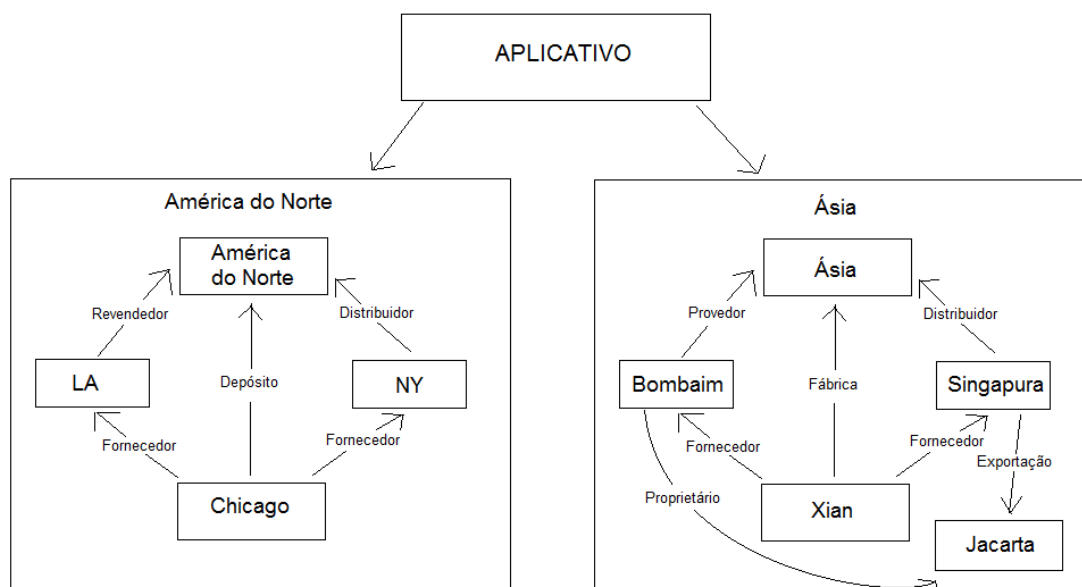 APLICATIVO
América do Norte
América
do Norte
Revendedor
Distribuidor
LA
Depósito
NY
Fornecedor
Fornecedor
Chicago
Ásia
Ásia
Provedor
Distribuidor
Bombaim
Fábrica
Singapura
Fornecedor
Fornecedor
Exportação
Proprietário
Xian
Jacarta